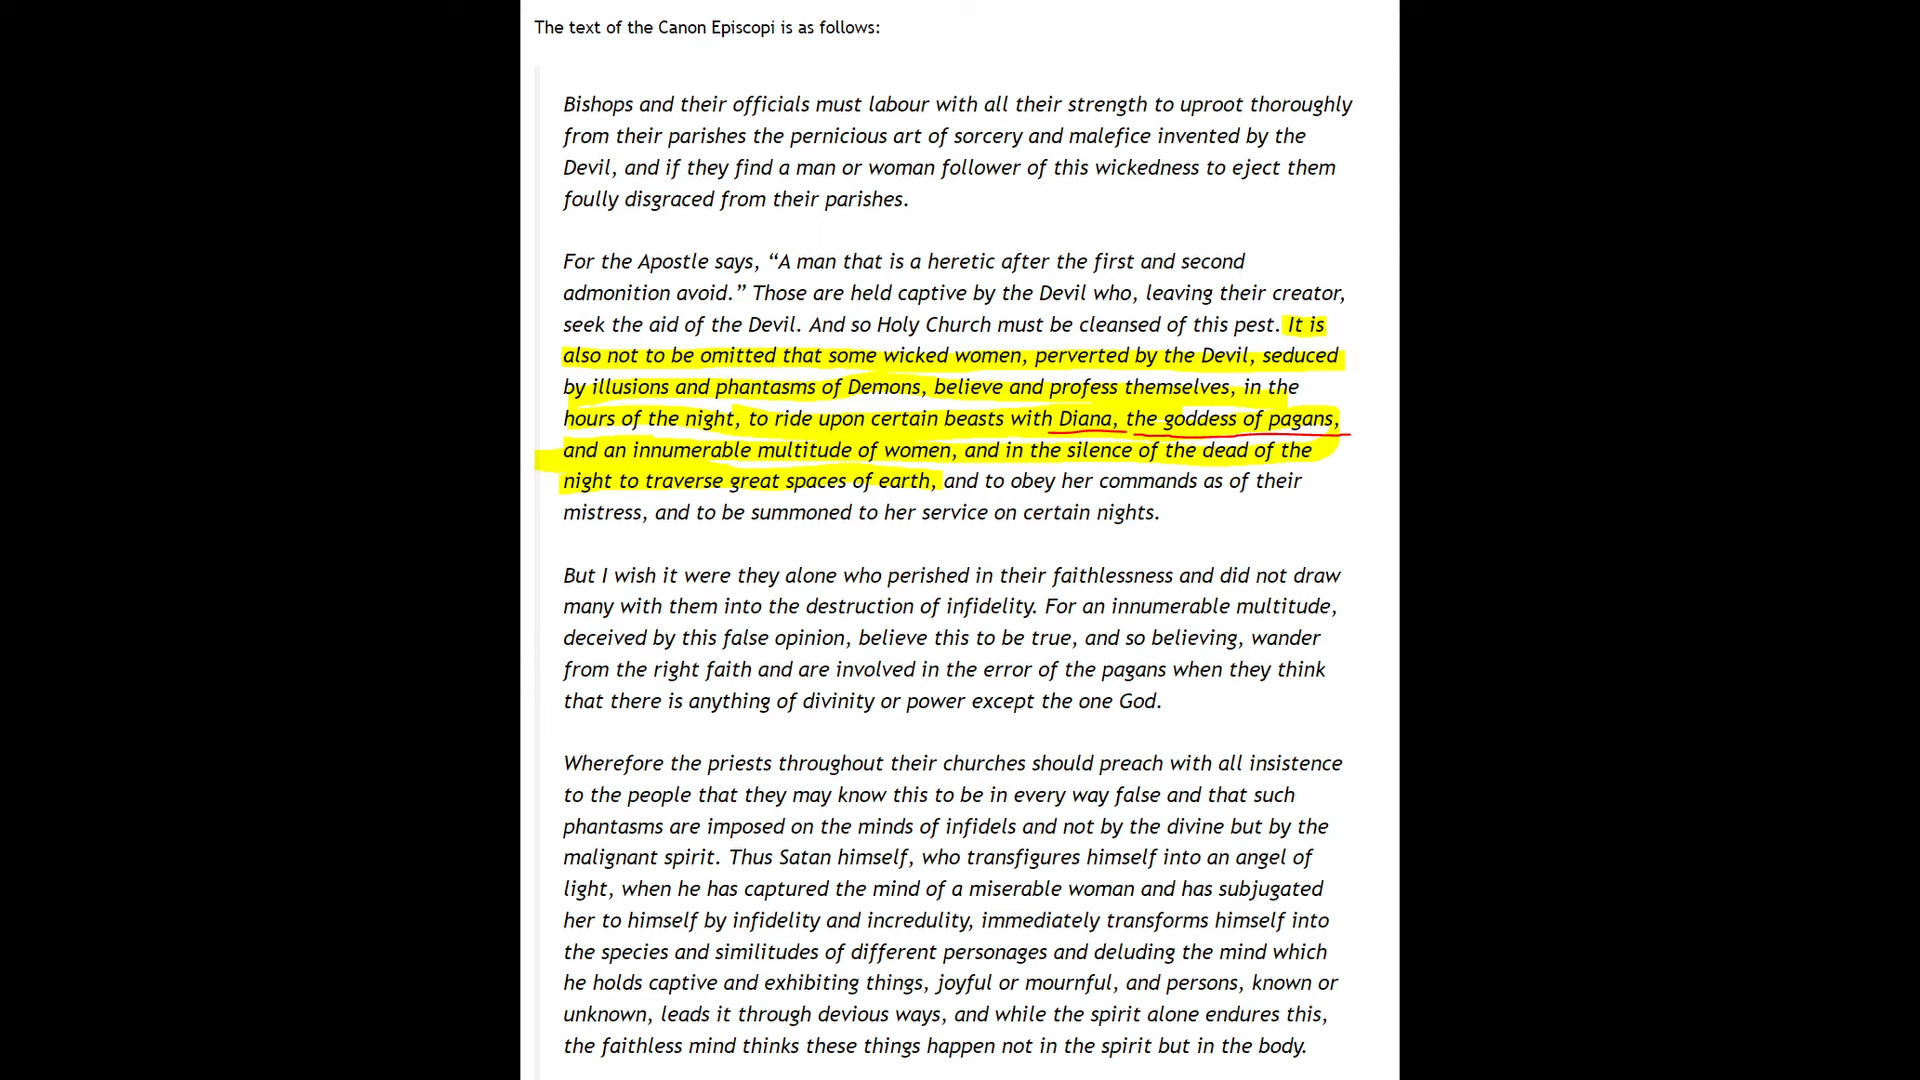 The text of the Canon Episcopi is as follows:
Bishops and their officials must labour with all their strength to uproot thoroughly
from their parishes the pernicious art of sorcery and malefice invented by the
Devil, and if they find a man or woman follower of this wickedness to eject them
foully disgraced from their parishes.
For the Apostle says, “A man that is a heretic after the first and second
admonition avoid.” Those are held captive by the Devil who, leaving their creator,
seek the aid of the Devil. And so Holy Church must be cleansed of this pest. It is
also not to be omitted that some wicked women, perverted by the Devil, seduced
by illusions and phantasms of Demons, believe and profess themselves, in the
hours of the night, to ride upon certain beasts with Diana, the goddess of pagans,
and an innumerable multitude of women, and in the silence of the dead of the
night to traverse great spaces of earth, and to obey her commands as of their
mistress, and to be summoned to her service on certain nights.
But I wish it were they alone who perished in their faithlessness and did not draw
many with them into the destruction of infidelity. For an innumerable multitude,
deceived by this false opinion, believe this to be true, and so believing, wander
from the right faith and are involved in the error of the pagans when they think
that there is anything of divinity or power except the one God.
Wherefore the priests throughout their churches should preach with all insistence
to the people that they may know this to be in every way false and that such
phantasms are imposed on the minds of infidels and not by the divine but by the
malignant spirit. Thus Satan himself, who transfigures himself into an angel of
light, when he has captured the mind of a miserable woman and has subjugated
her to himself by infidelity and incredulity, immediately transforms himself into
the species and similitudes of different personages and deluding the mind which
he holds captive and exhibiting things, joyful or mournful, and persons, known or
unknown, leads it through devious ways, and while the spirit alone endures this,
the faithless mind thinks these things happen not in the spirit but in the body.